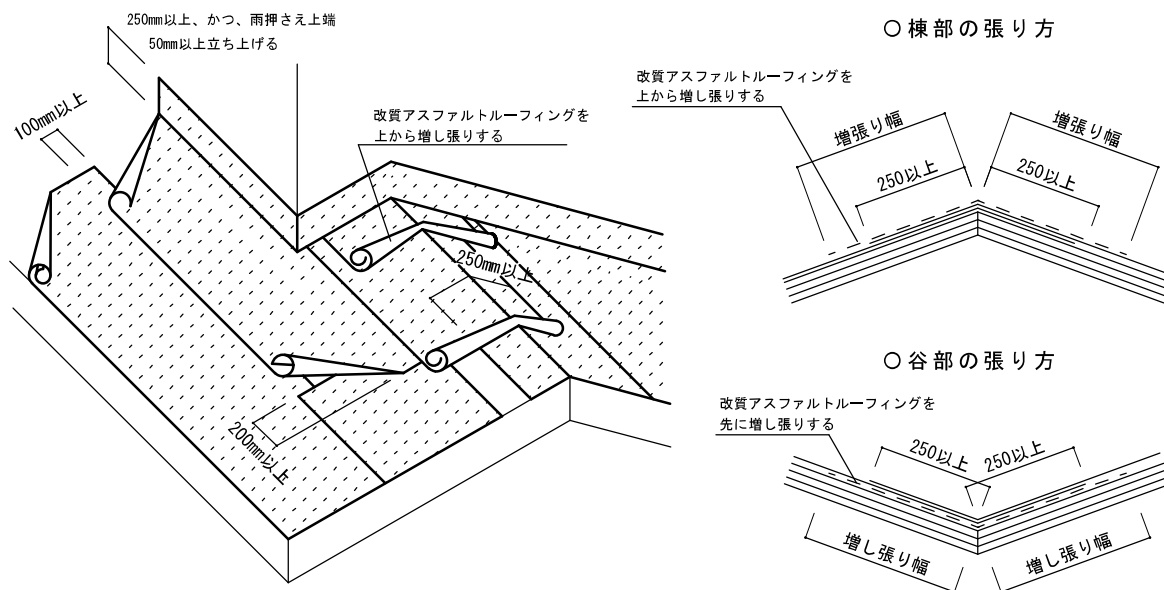 250mm以上、かつ、雨押さえ上端
50mm以上立ち上げる
100mm以上
改質アスファルトルーフィングを
上から増し張りする
250mm以上
200mm以上
○棟部の張り方
改質アスファルトルーフィングを
上から増し張りする
増張り幅
増張り幅
250以上
250以上
○谷部の張り方
改質アスファルトルーフィングを
先に増し張りする
250以上
250以上
増し張り幅
増し張り幅